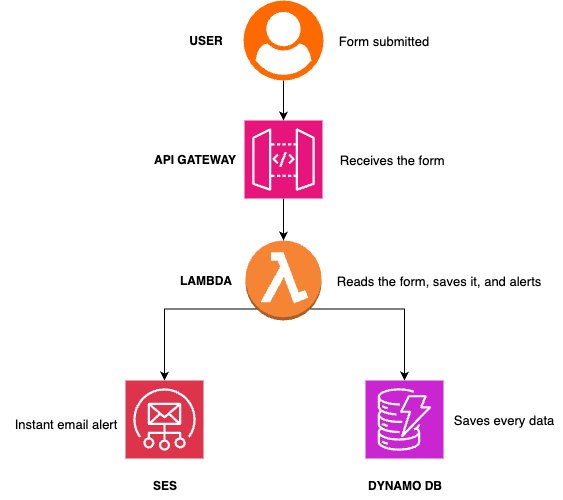 USER
Form submitted
API GATEWAY
</>
Receives the form
LAMBDA
Reads the form, saves it, and alerts
Instant email alert
Saves every data
SES
DYNAMO DB